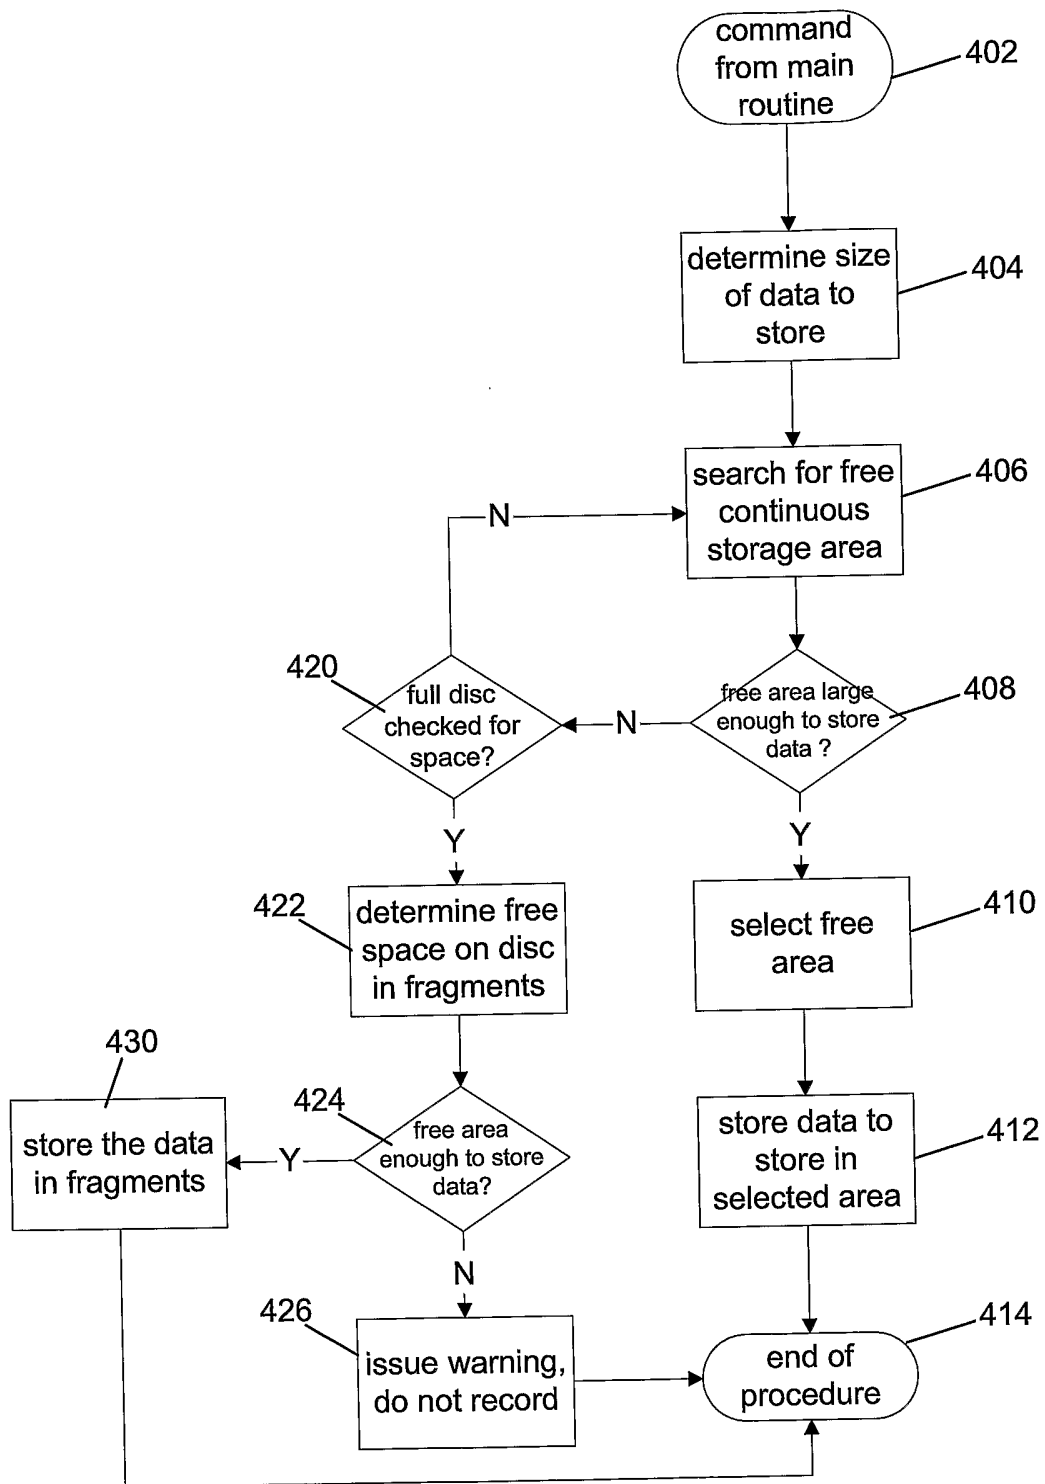 command
from main
routine
402
determine size
of data to
store
404
search for free
continuous
storage area
406
N
420
full disc
checked for
space?
N
free area large
enough to store
data ?
408
Y
Y
422
determine free
space on disc
in fragments
select free
area
410
430
store the data
in fragments
Y
424
free area
enough to store
data?
store data to
store in
selected area
412
N
426
issue warning,
do not record
end of
procedure
414